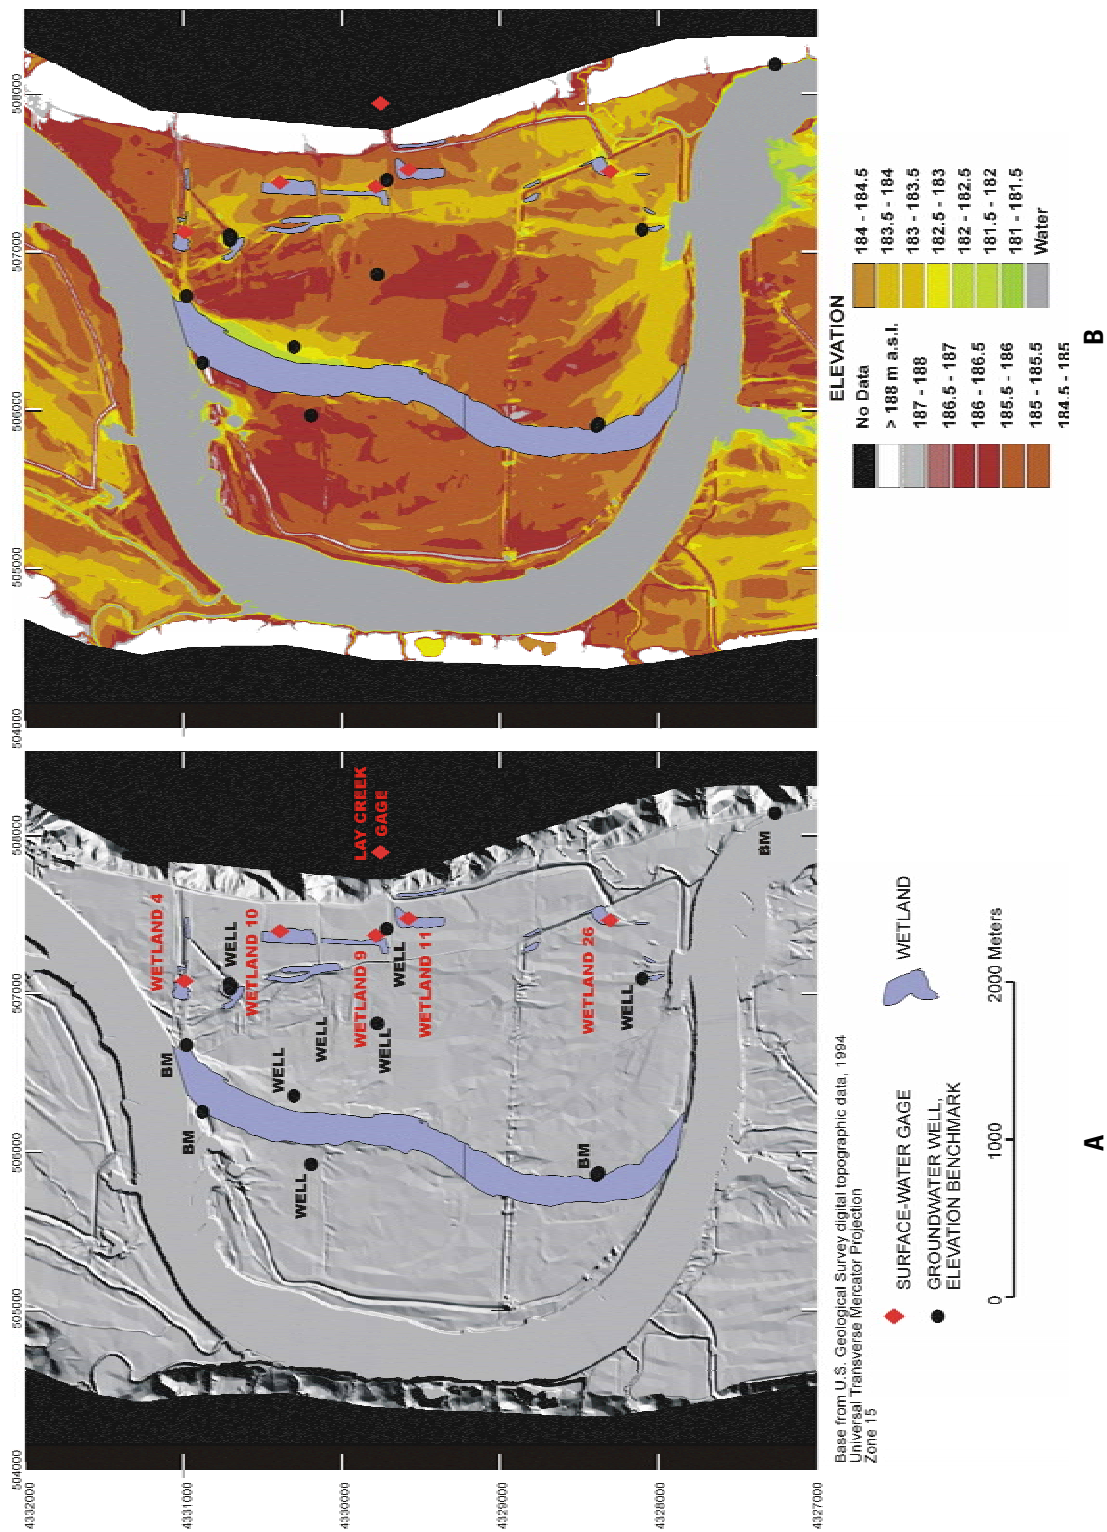 504000
505000
506000
507000
508000
504000
505000
506000
507000
508000
4332000
4331000
4330000
4329000
4328000
4327000
WETLAND 4
WELL
WETLAND 10
LAY CREEK
GAGE
WETLAND 9
WELL
WETLAND 11
WETLAND 26
WELL
BM
BM
WELL
WELL
WELL
BM
WELL
BM
Base from U.S. Geological Survey digital topographic data, 1994
Universal Transverse Mercator Projection
Zone 15
SURFACE-WATER GAGE
GROUNDWATER WELL,
ELEVATION BENCHMARK
WETLAND
0
1000
2000 Meters
A
ELEVATION
No Data
> 188 m a.s.l.
187 - 188
186.5 - 187
186 - 186.5
185.5 - 186
185 - 185.5
184.5 - 185
184 - 184.5
183.5 - 184
183 - 183.5
182.5 - 183
182 - 182.5
181.5 - 182
181 - 181.5
Water
B